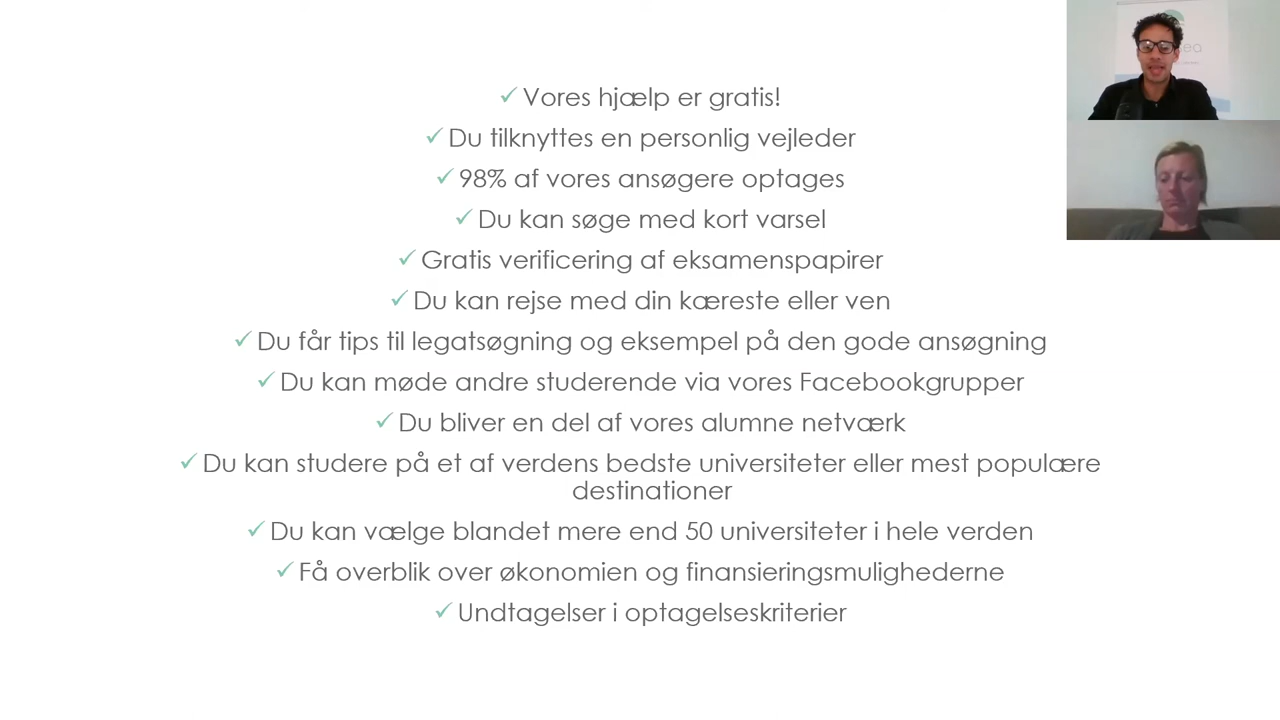 ✓ Vores hjælp er gratis!
✓ Du tilknyttes en personlig vejleder
✓ 98% af vores ansøgere optages
✓ Du kan søge med kort varsel
✓ Gratis verificering af eksamenspapirer
✓ Du kan rejse med din kæreste eller ven
✓ Du får tips til legatsøgning og eksempel på den gode ansøgning
✓ Du kan møde andre studerende via vores Facebookgrupper
✓ Du bliver en del af vores alumne netværk
✓ Du kan studere på et af verdens bedste universiteter eller mest populære
destinationer
✓ Du kan vælge blandet mere end 50 universiteter i hele verden
✓ Få overblik over økonomien og finansieringsmulighederne
✓ Undtagelser i optagelseskriterier